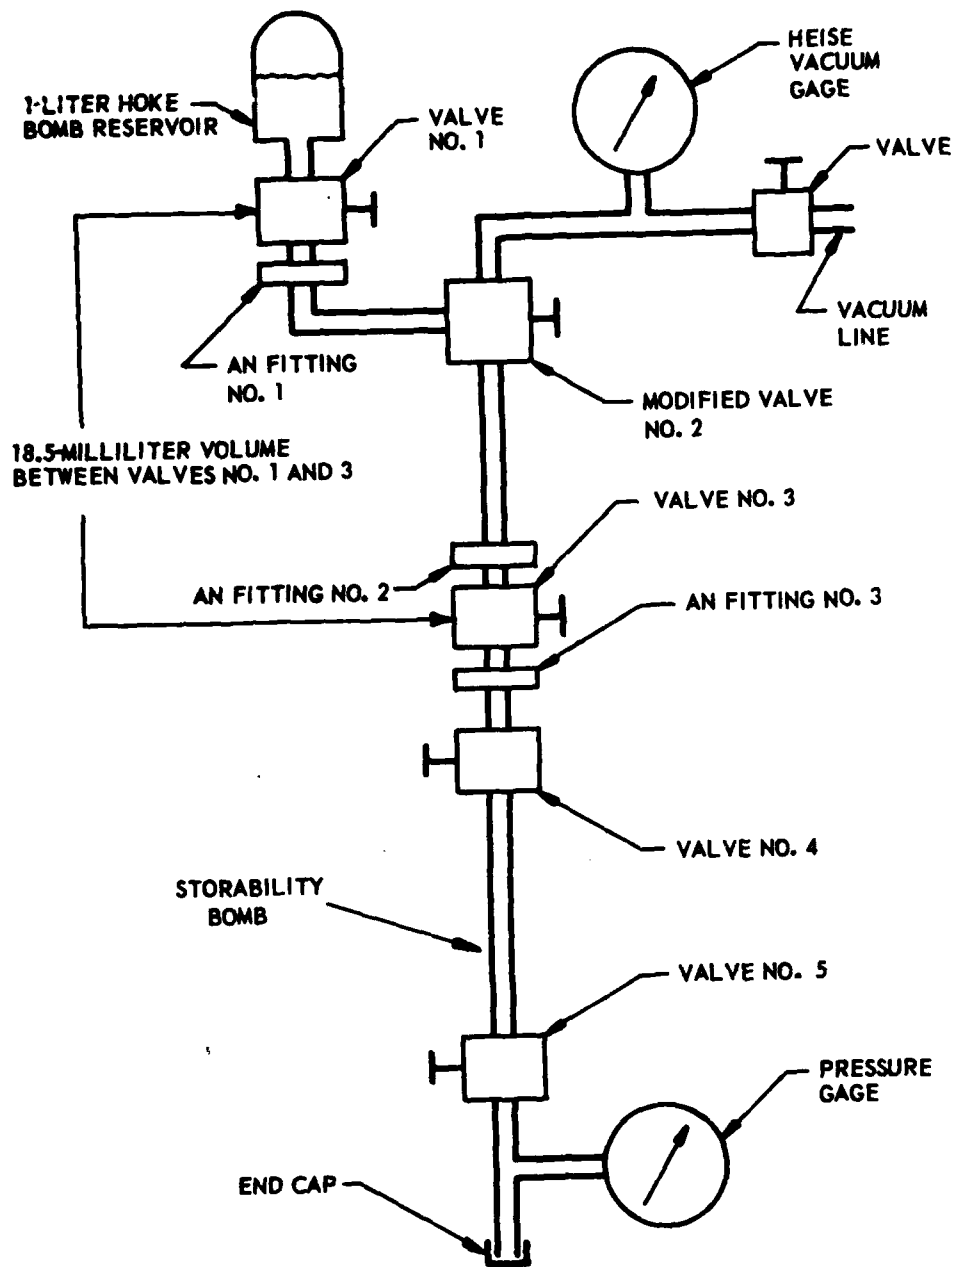 HEISE
VACUUM
GAGE
1-LITER HOKE
BOMB RESERVOIR
VALVE
NO. 1
VALVE
VACUUM
LINE
AN FITTING
NO. 1
MODIFIED VALVE
NO. 2
18.5-MILLILITER VOLUME
BETWEEN VALVES NO. 1 AND 3
VALVE NO. 3
AN FITTING NO. 2
AN FITTING NO. 3
VALVE NO. 4
STORABILITY
BOMB
VALVE NO. 5
PRESSURE
GAGE
END CAP